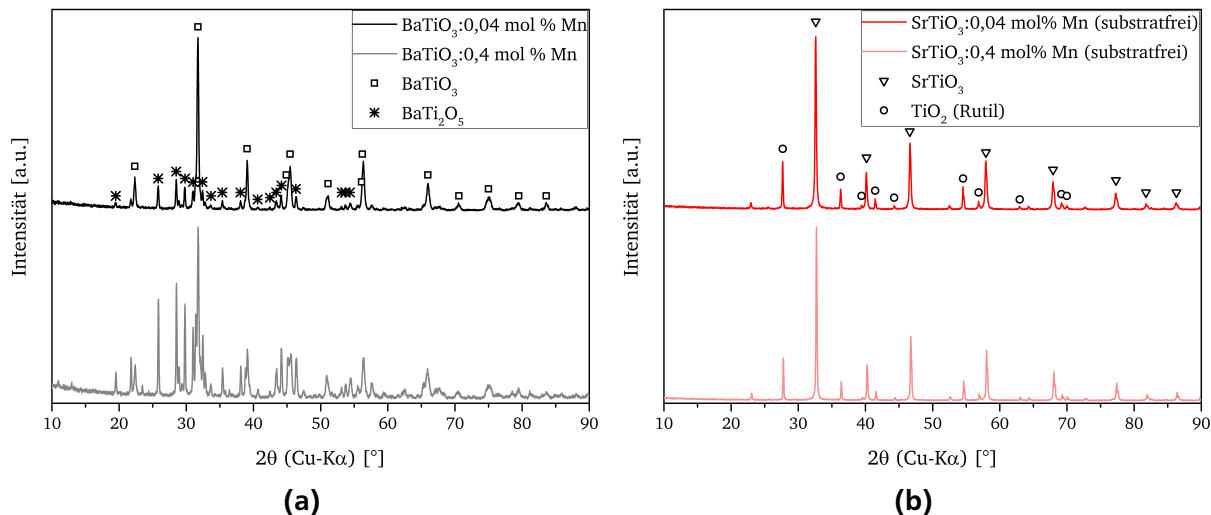 BaTiO3:0,04 mol % Mn
BaTiO3:0,4 mol % Mn
BaTiO3
BaTi2O5
Intensität [a.u.]
10 20 30 40 50 60 70 80 90
2θ (Cu-Kα) [°]
(a)
SrTiO3:0,04 mol% Mn (substratfrei)
SrTiO3:0,4 mol% Mn (substratfrei)
SrTiO3
TiO2 (Rutil)
Intensität [a.u.]
10 20 30 40 50 60 70 80 90
2θ (Cu-Kα) [°]
(b)